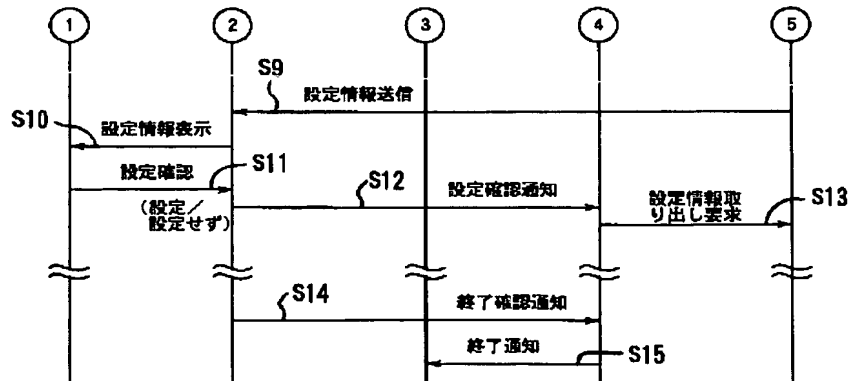 1
2
3
4
5
S9
設定情報送信
S10
設定情報表示
設定確認
S11
(設定／
設定せず)
S12
設定確認通知
設定情報取
り出し要求
S13
S14
終了確認通知
終了通知
S15